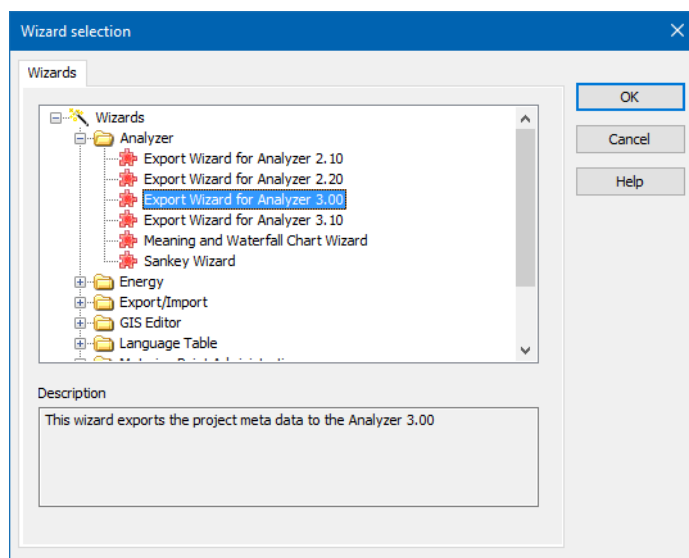 Wizard selection
Wizards
OK
Cancel
Help
Wizards
Analyzer
Export Wizard for Analyzer 2.10
Export Wizard for Analyzer 2.20
Export Wizard for Analyzer 3.00
Export Wizard for Analyzer 3.10
Meaning and Waterfall Chart Wizard
Sankey Wizard
Energy
Export/Import
GIS Editor
Language Table
Description
This wizard exports the project meta data to the Analyzer 3.00